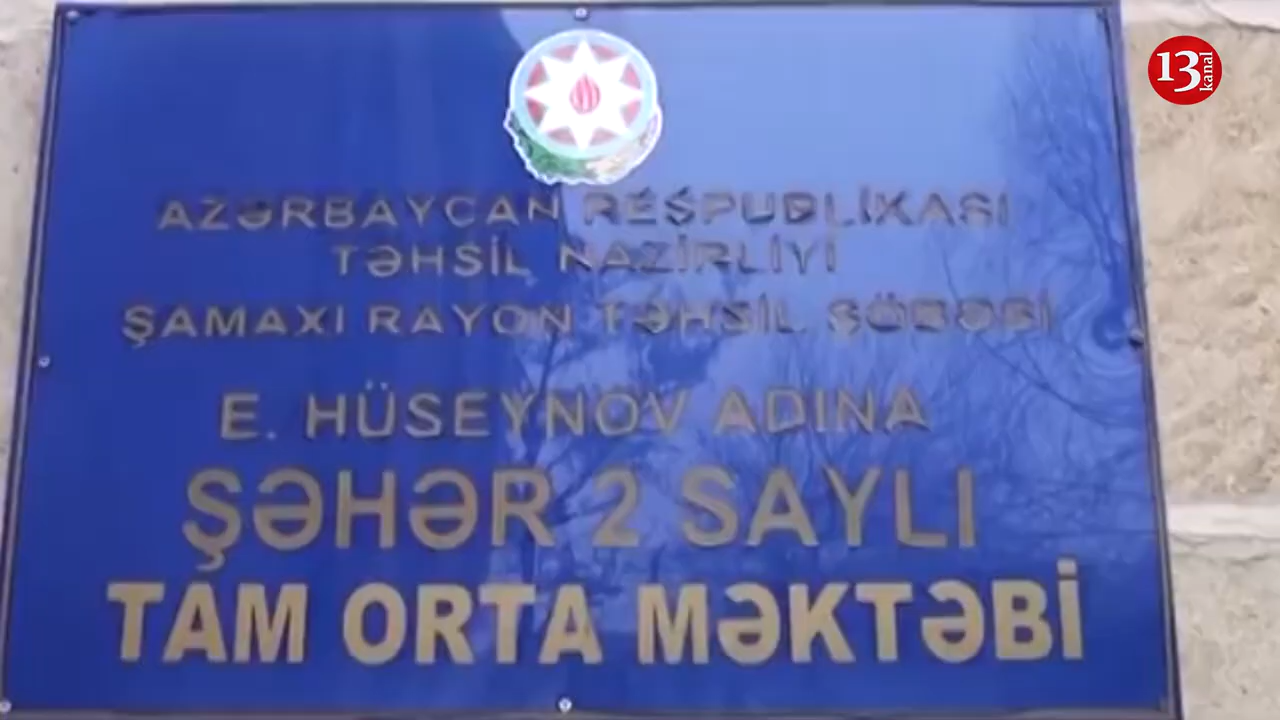 13 kanal
AZƏRBAYCAN RESPUBLİKASI
TƏHSİL NAZİRLİYİ
ŞAMAXI RAYON TƏHSİL ŞÖBƏSİ
E. HÜSEYNOV ADINA
ŞƏHƏR 2 SAYLI
TAM ORTA MƏKTƏBİ